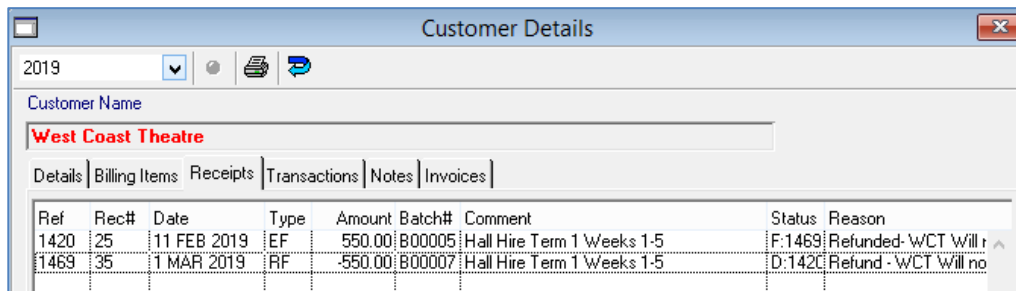 Customer Details
2019
Customer Name
West Coast Theatre
Details Billing Items Receipts Transactions Notes Invoices
Ref Rec# Date Type Amount Batch# Comment Status Reason
1420 25 11 FEB 2019 EF 550.00 B00005 Hall Hire Term 1 Weeks 1-5 F:1469 Refunded- WCT Will
1469 35 1 MAR 2019 RF -550.00 B00007 Hall Hire Term 1 Weeks 1-5 D:1420 Refund - WCT Will no